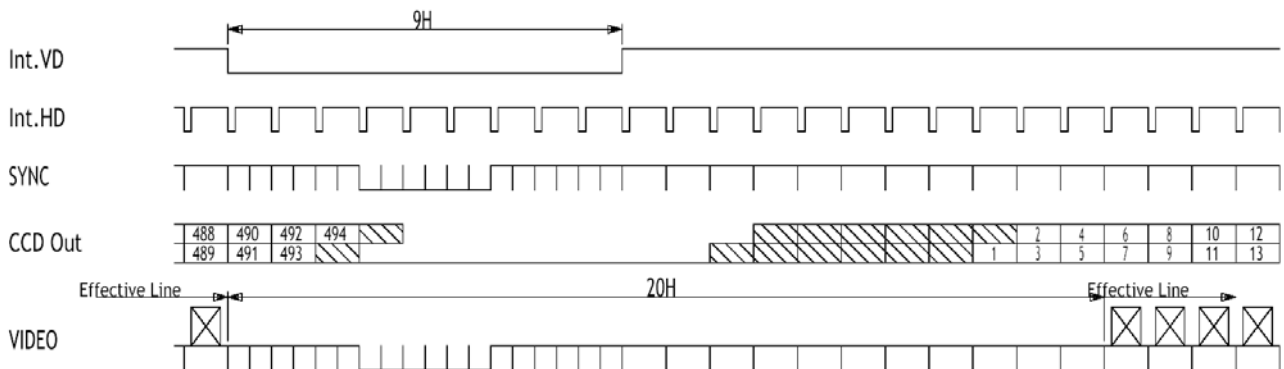 9H
Int.VD
Int.HD
SYNC
CCD Out
488 490 492 494 2 4 6 8 10 12
489 491 493 1 3 5 7 9 11 13
Effective Line 20H Effective Line
VIDEO